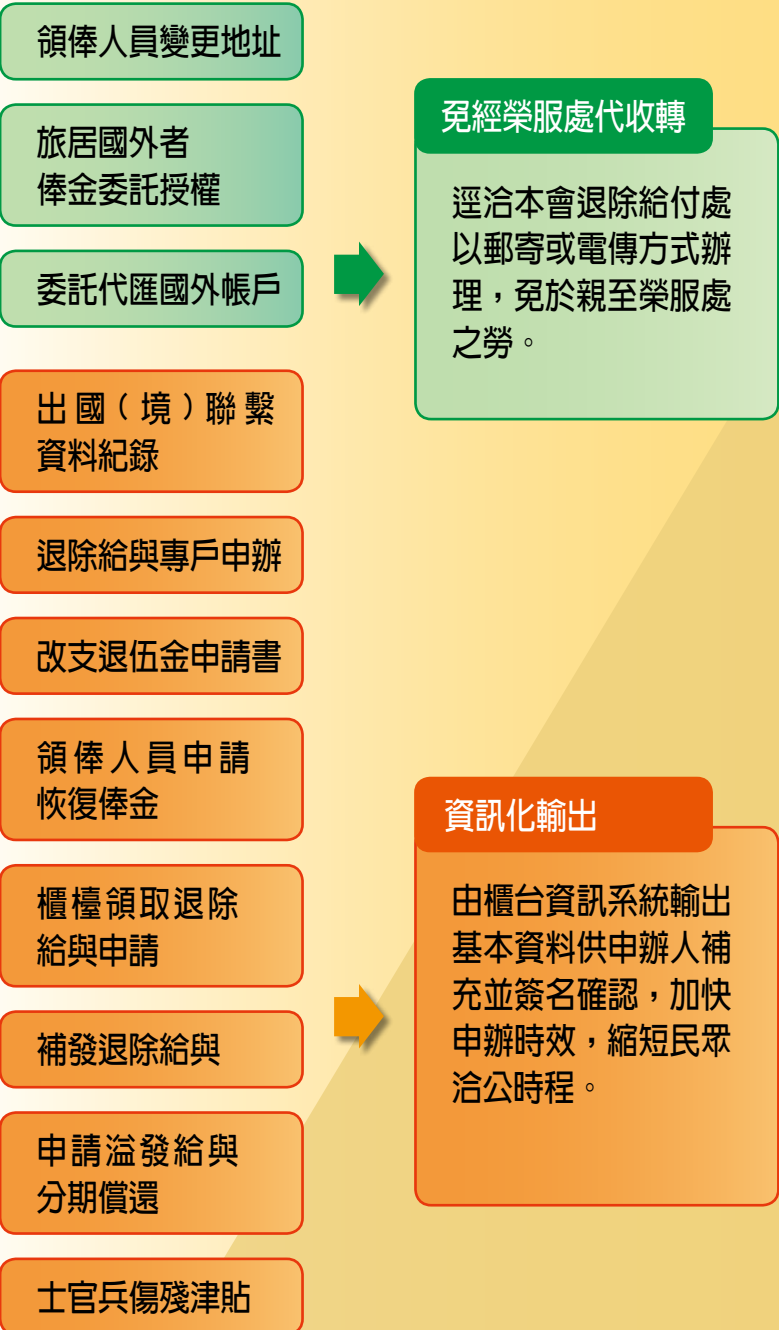 領俸人員變更地址
旅居國外者
俸金委託授權
委託代匯國外帳戶
免經榮服處代收轉
逕洽本會退除給付處
以郵寄或電傳方式辦
理，免於親至榮服處
之勞。
出國（境）聯繫
資料紀錄
退除給與專戶申辦
改支退伍金申請書
領俸人員申請
恢復俸金
櫃檯領取退除
給與申請
補發退除給與
申請溢發給與
分期償還
士官兵傷殘津貼
資訊化輸出
由櫃台資訊系統輸出
基本資料供申辦人補
充並簽名確認，加快
申辦時效，縮短民眾
洽公時程。